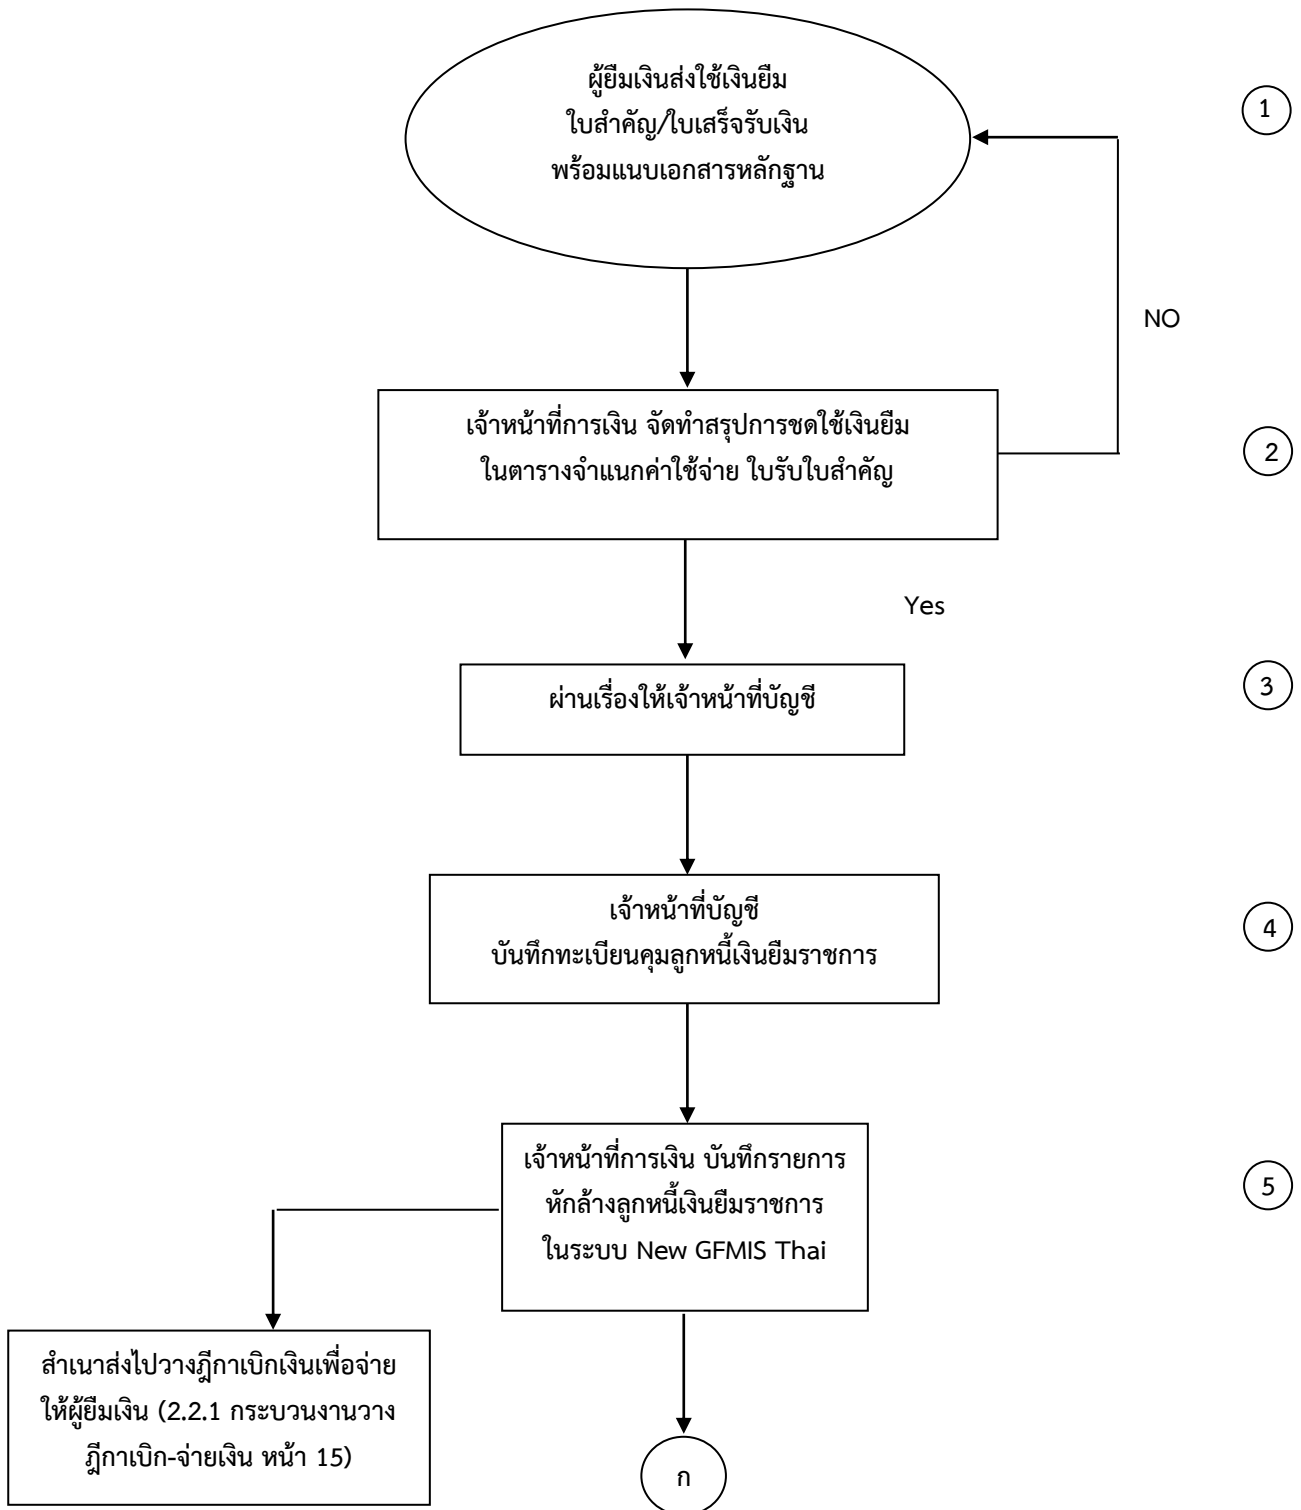 ผู้ยืมเงินส่งใช้เงินยืม
ใบสำคัญ/ใบเสร็จรับเงิน
พร้อมแนบเอกสารหลักฐาน
1
NO
เจ้าหน้าที่การเงิน จัดทำสรุปการชดใช้เงินยืม
ในตารางจำแนกค่าใช้จ่าย ใบรับใบสำคัญ
2
Yes
ผ่านเรื่องให้เจ้าหน้าที่บัญชี
3
เจ้าหน้าที่บัญชี
บันทึกทะเบียนคุมลูกหนี้เงินยืมราชการ
4
เจ้าหน้าที่การเงิน บันทึกรายการ
หักล้างลูกหนี้เงินยืมราชการ
ในระบบ New GFMIS Thai
5
สำเนาส่งไปวางฎีกาเบิกเงินเพื่อจ่าย
ให้ผู้ยืมเงิน (2.2.1 กระบวนงานวาง
ฎีกาเบิก-จ่ายเงิน หน้า 15)
ก